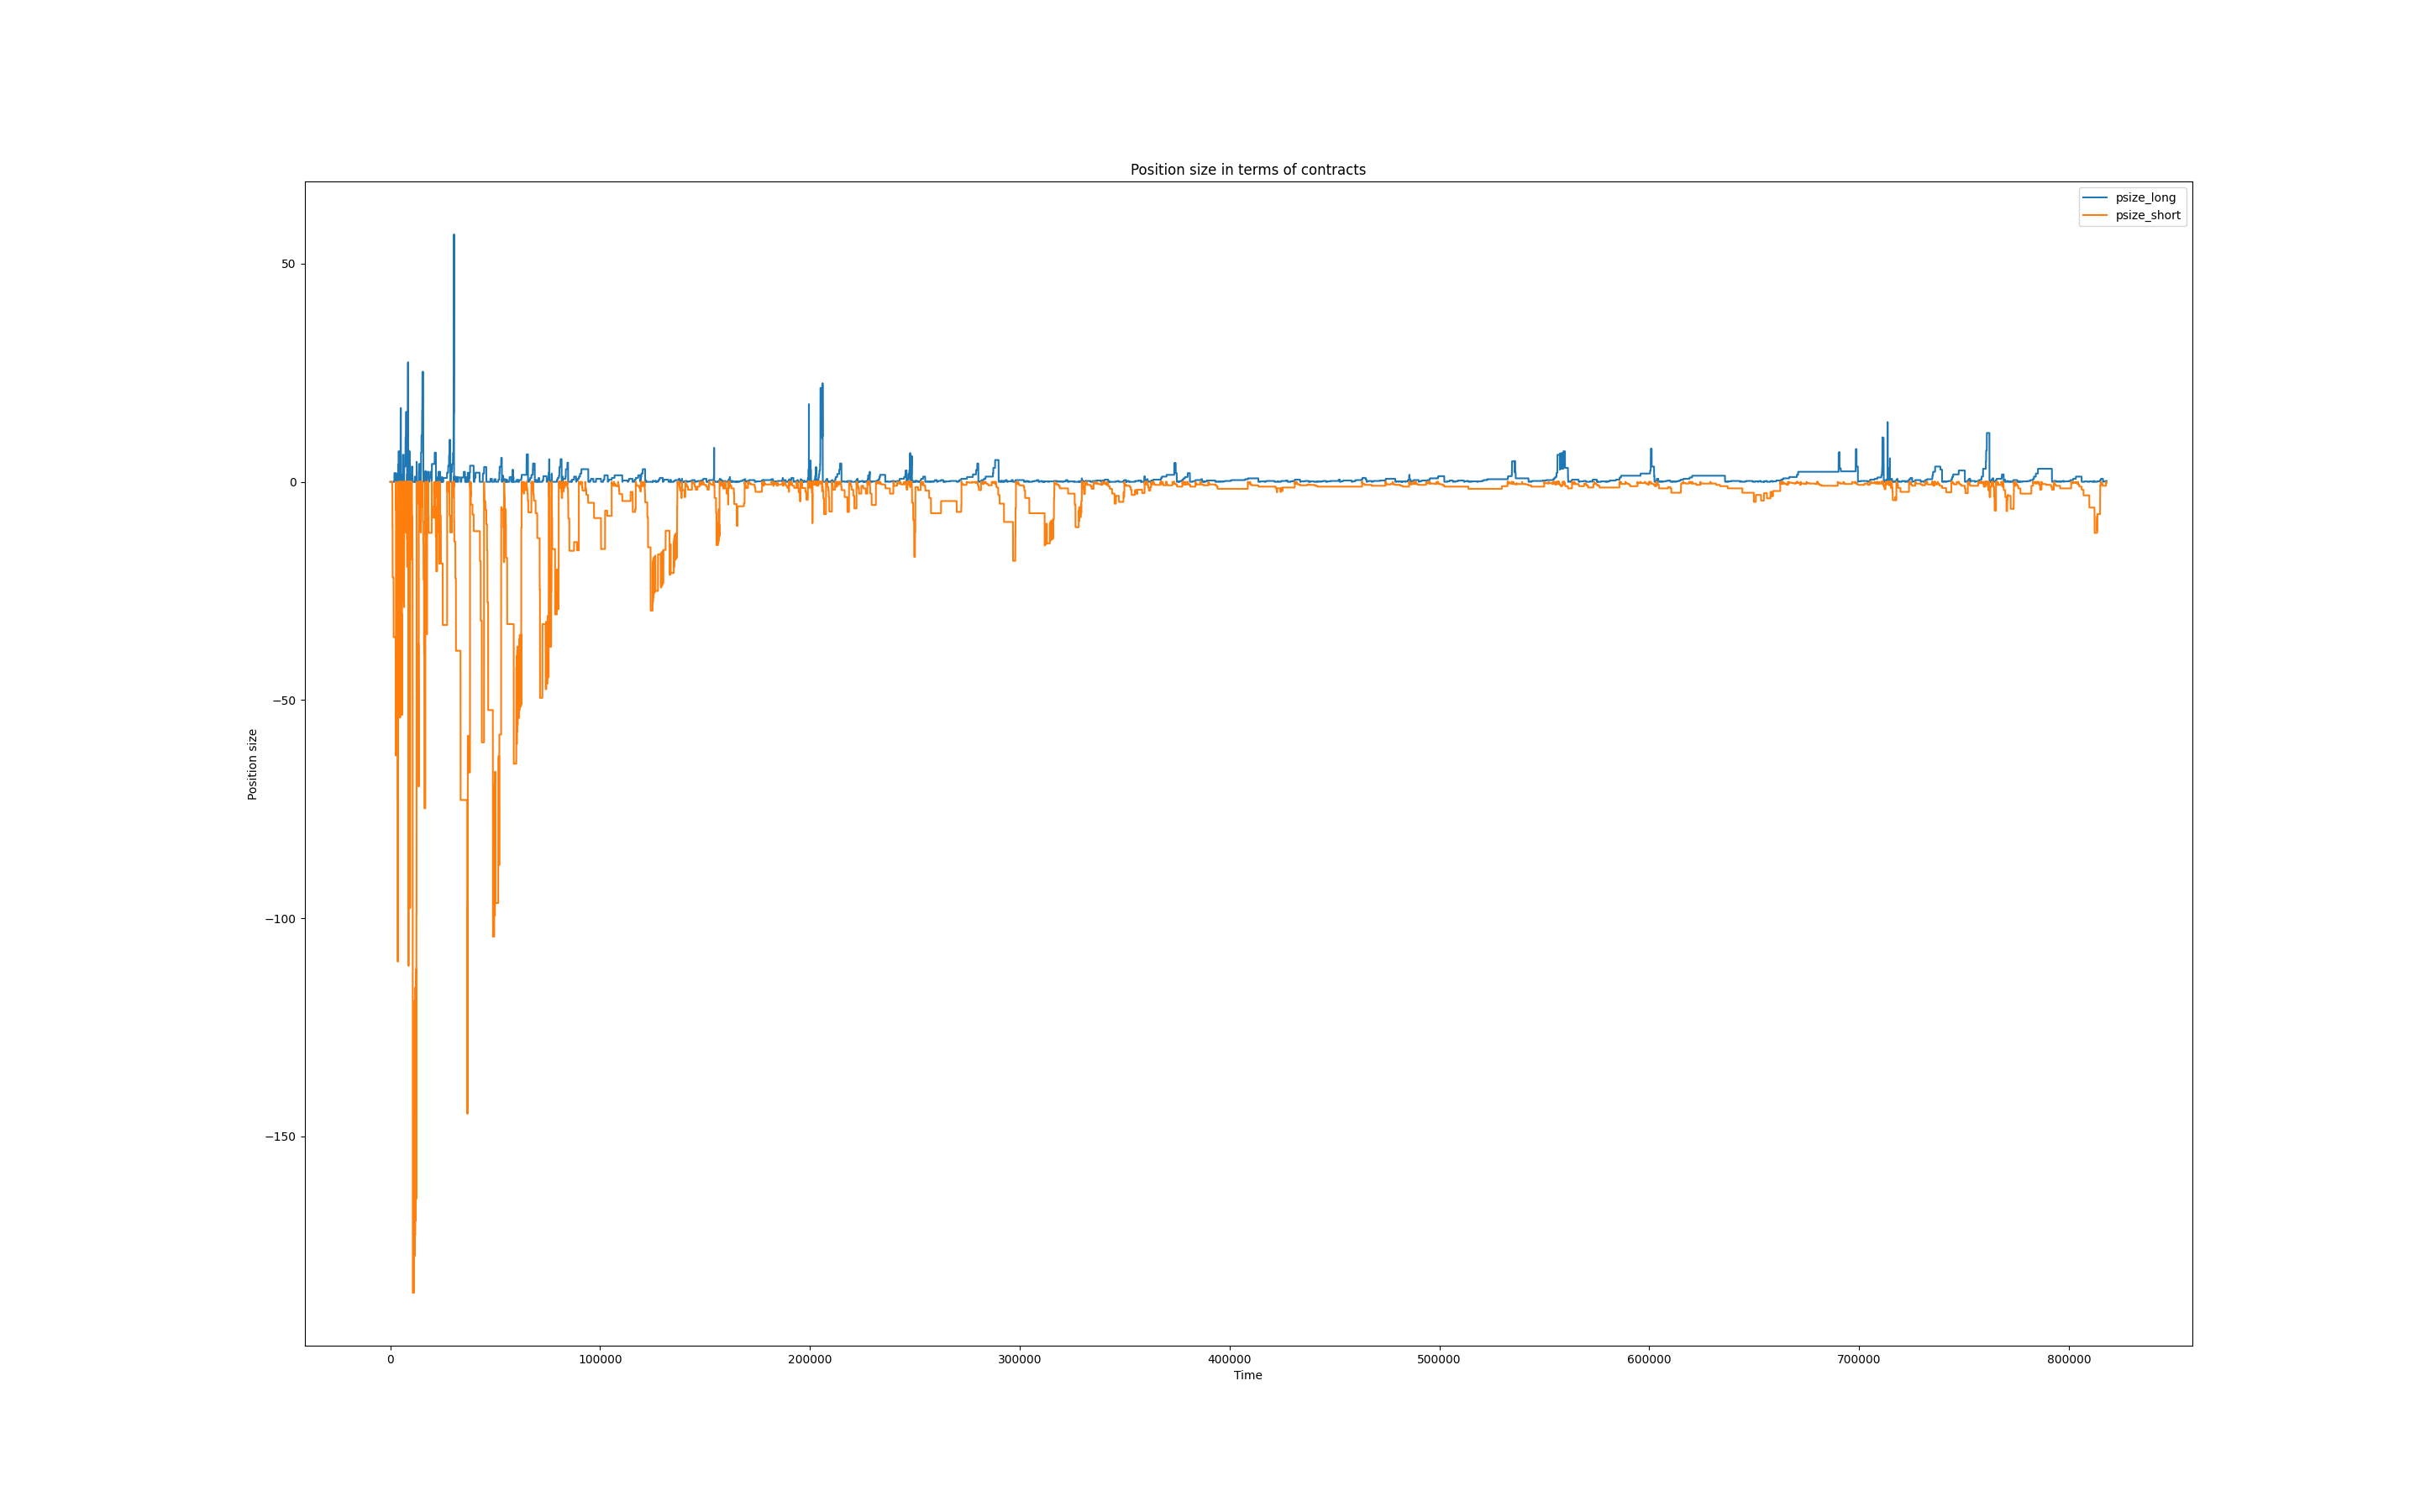 Position size in terms of contracts
psize_long
psize_short
50
0
−50
−100
−150
Position size
0 100000 200000 300000 400000 500000 600000 700000 800000
Time